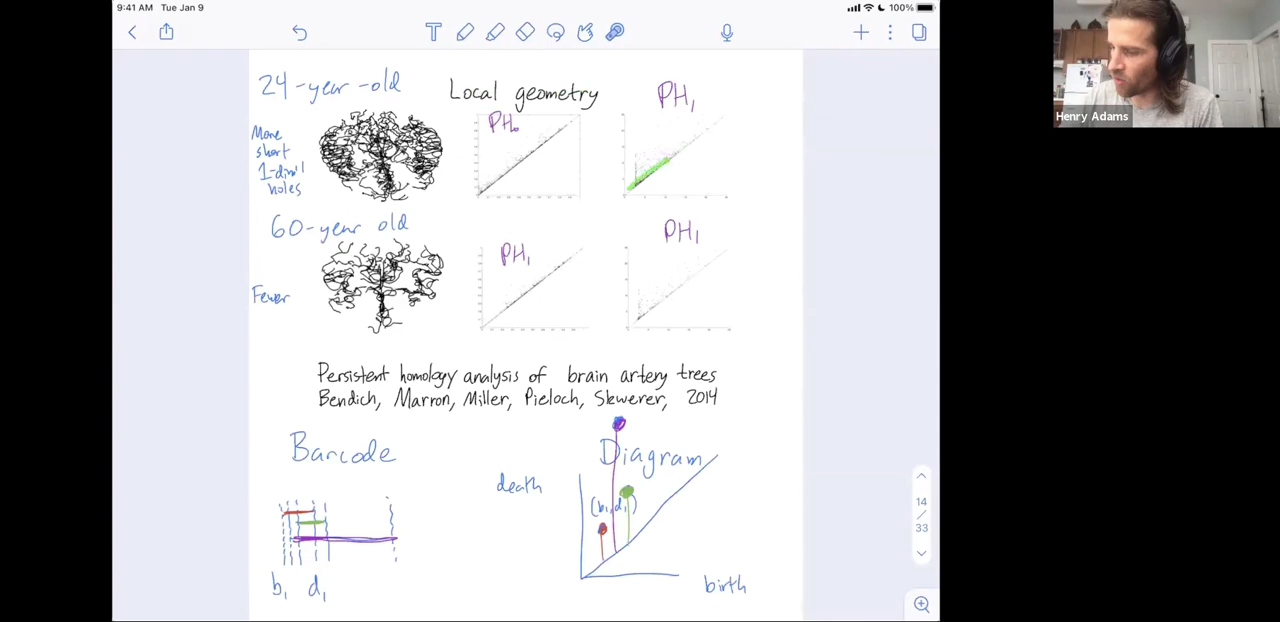 9:41 AM Tue Jan 9
100%
24-year-old
Local geometry
PH₀
PH₁
More
short
1-dim'l
holes
60-year old
PH₁
PH₁
Fewer
Persistent homology analysis of brain artery trees
Bendich, Marron, Miller, Pieloch, Skwerer, 2014
Barcode
Diagram
death
(b₁,d₁)
b₁ d₁
birth
14
/
33
Henry Adams